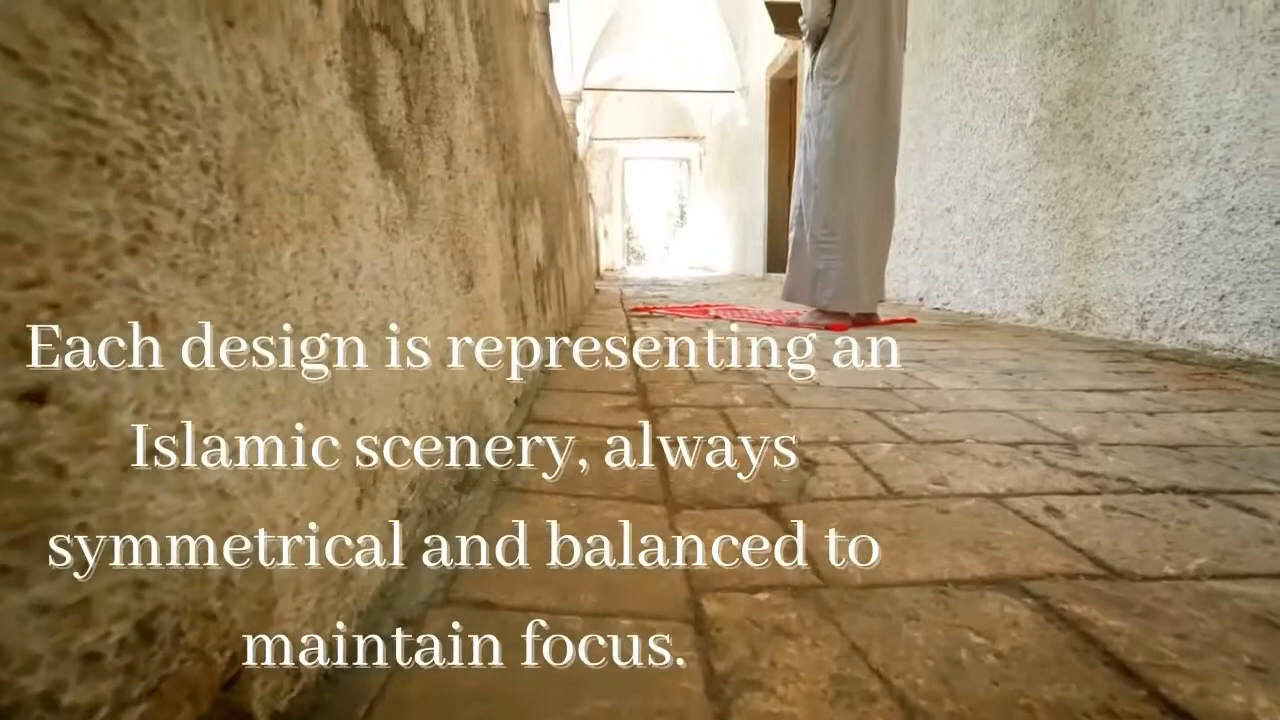 Each design is representing an
Islamic scenery, always
symmetrical and balanced to
maintain focus.